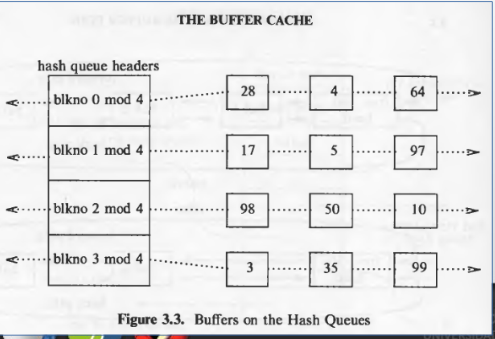 THE BUFFER CACHE
hash queue headers
blkno 0 mod 4 28 4 64
blkno 1 mod 4 17 5 97
blkno 2 mod 4 98 50 10
blkno 3 mod 4 3 35 99
Figure 3.3. Buffers on the Hash Queues